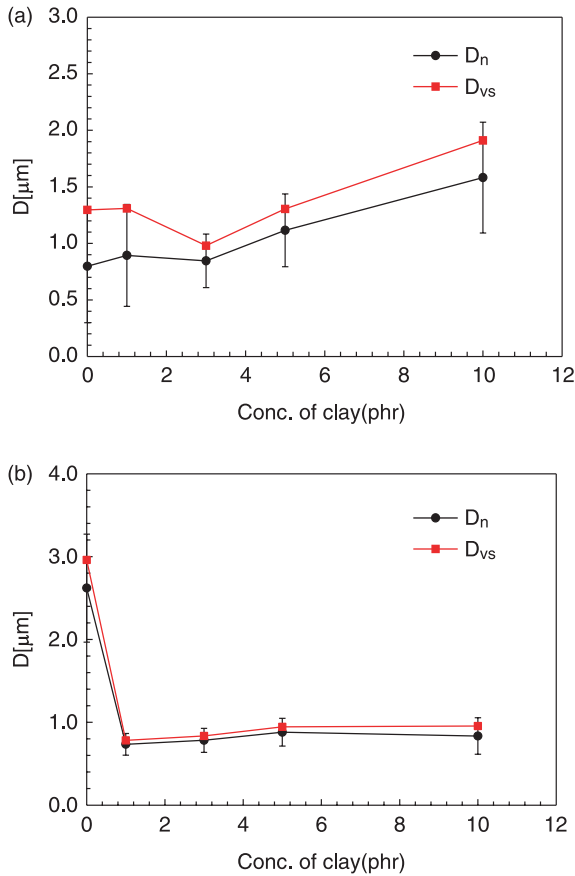 (a)
3.0
2.5
2.0
1.5
1.0
0.5
0.0
D[μm]
Dn
Dvs
0 2 4 6 8 10 12
Conc. of clay(phr)
(b)
4.0
3.0
2.0
1.0
0.0
D[μm]
Dn
Dvs
0 2 4 6 8 10 12
Conc. of clay(phr)